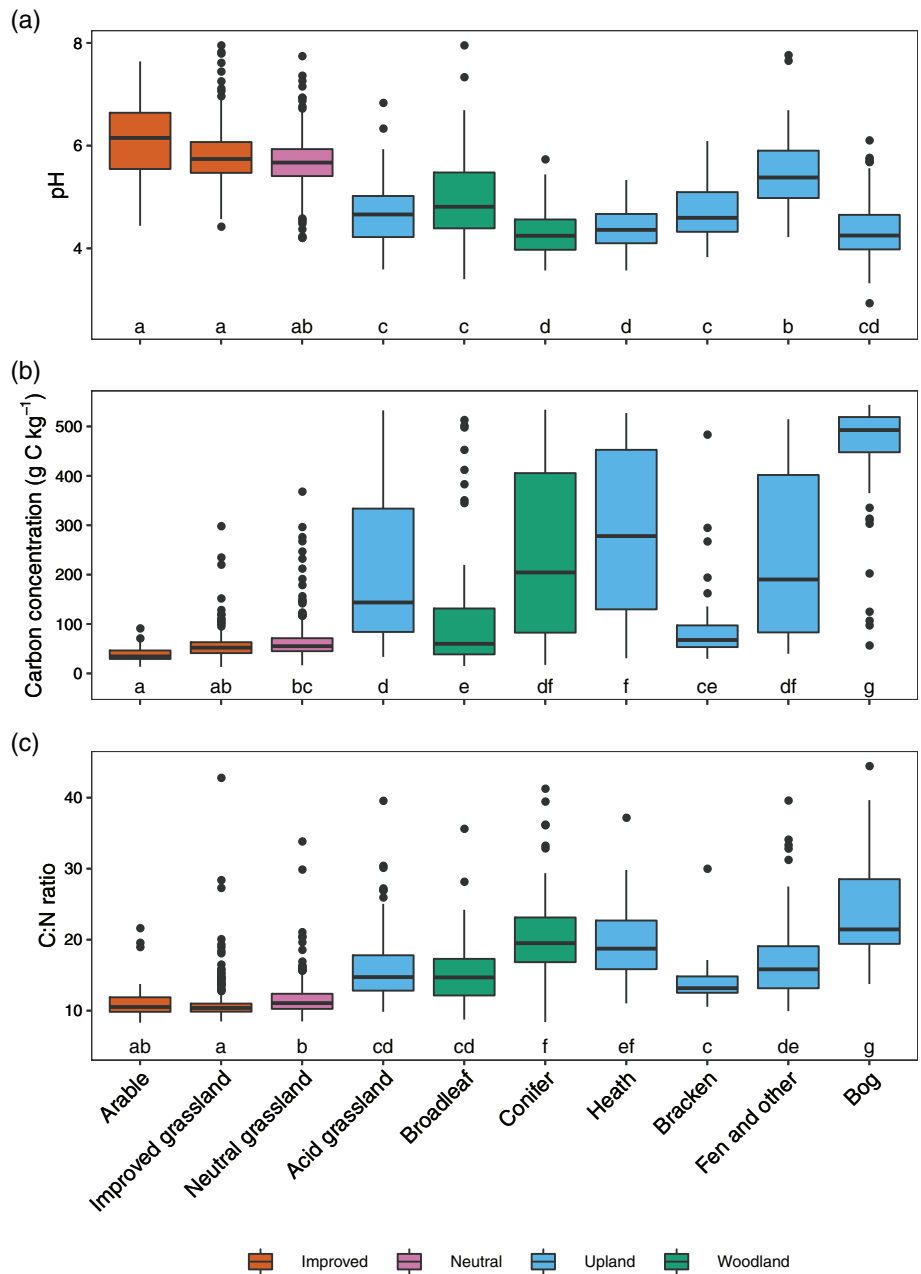 (a)
8
6
4
pH
a a ab c c d d c b cd
(b)
500
400
300
200
100
0
Carbon concentration (g C kg⁻¹)
a ab bc d e df f ce df g
(c)
40
30
20
10
C:N ratio
ab a b cd cd f ef c de g
Arable
Improved grassland
Neutral grassland
Acid grassland
Broadleaf
Conifer
Heath
Bracken
Fen and other
Bog
Improved Neutral Upland Woodland